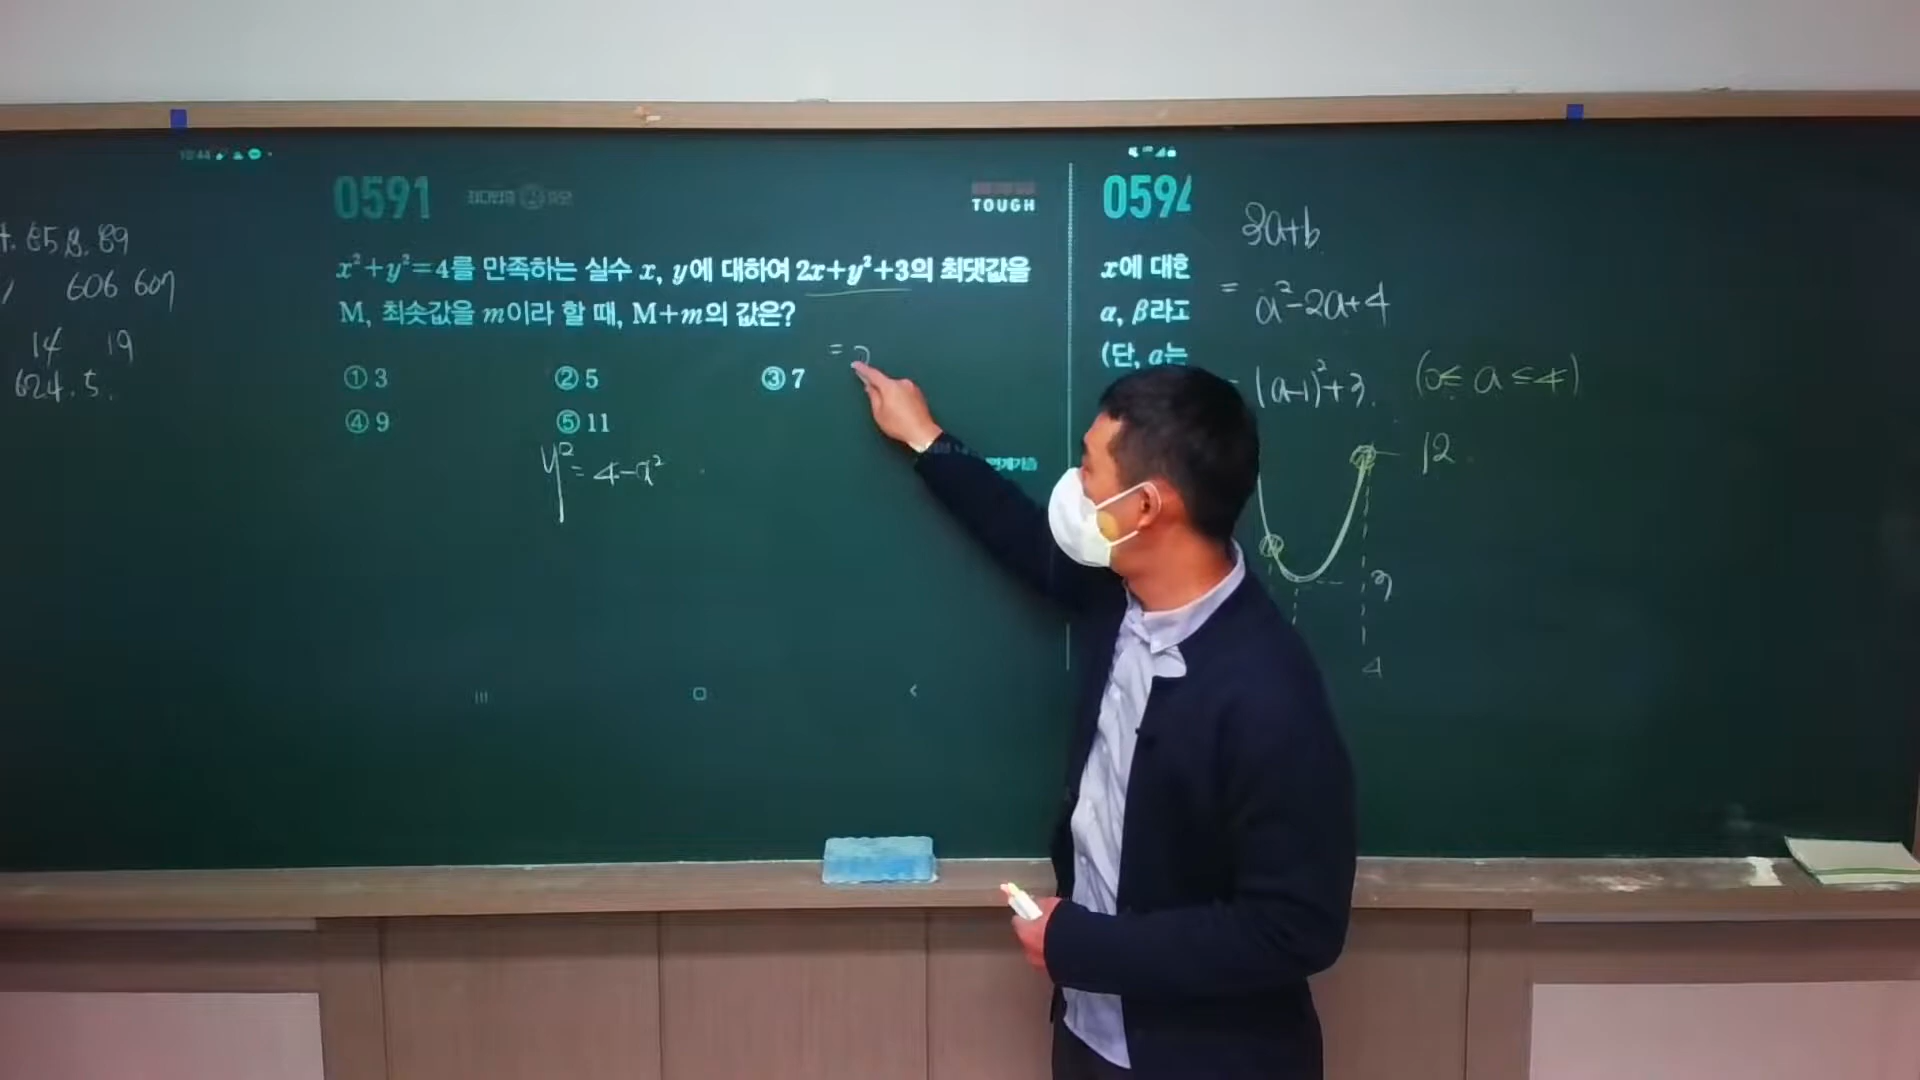 10:44
t. 658. 89
606 607
14 19
624. 5.
0591
TOUGH
x²+y²=4를 만족하는 실수 x, y에 대하여 2x+y²+3의 최댓값을
M, 최솟값을 m이라 할 때, M+m의 값은?
① 3 ② 5 ③ 7
④ 9 ⑤ 11
=
y²=4-x²
0594
x에 대한
α, β라고
(단, a는
3a+b
= a²-2a+4
= (a-1)²+3. (0≤ a ≤4)
12
3
4